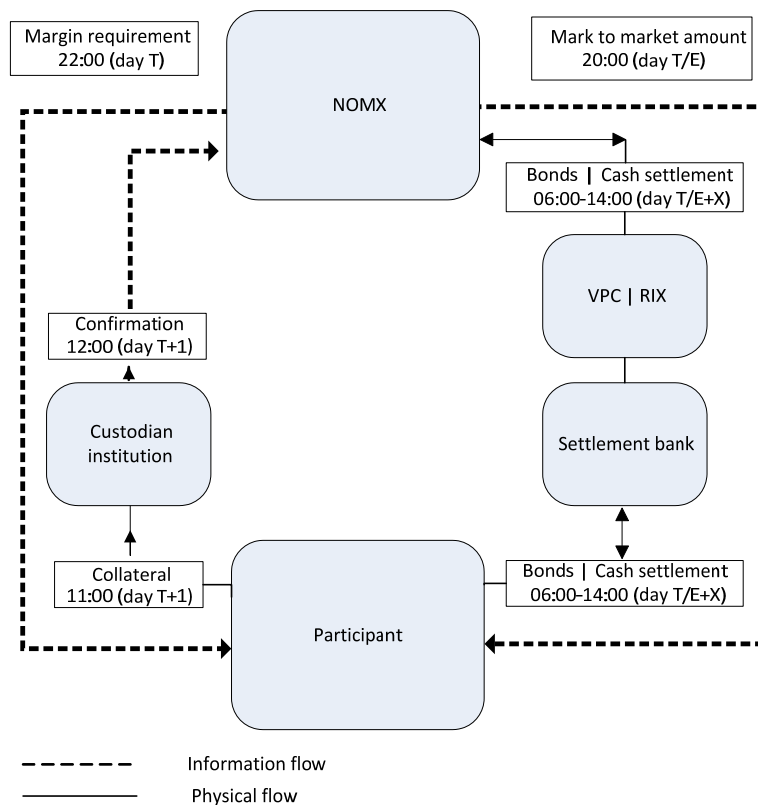 Margin requirement
22:00 (day T)
NOMX
Mark to market amount
20:00 (day T/E)
Bonds | Cash settlement
06:00-14:00 (day T/E+X)
VPC | RIX
Confirmation
12:00 (day T+1)
Custodian
institution
Settlement bank
Collateral
11:00 (day T+1)
Participant
Bonds | Cash settlement
06:00-14:00 (day T/E+X)
Information flow
Physical flow